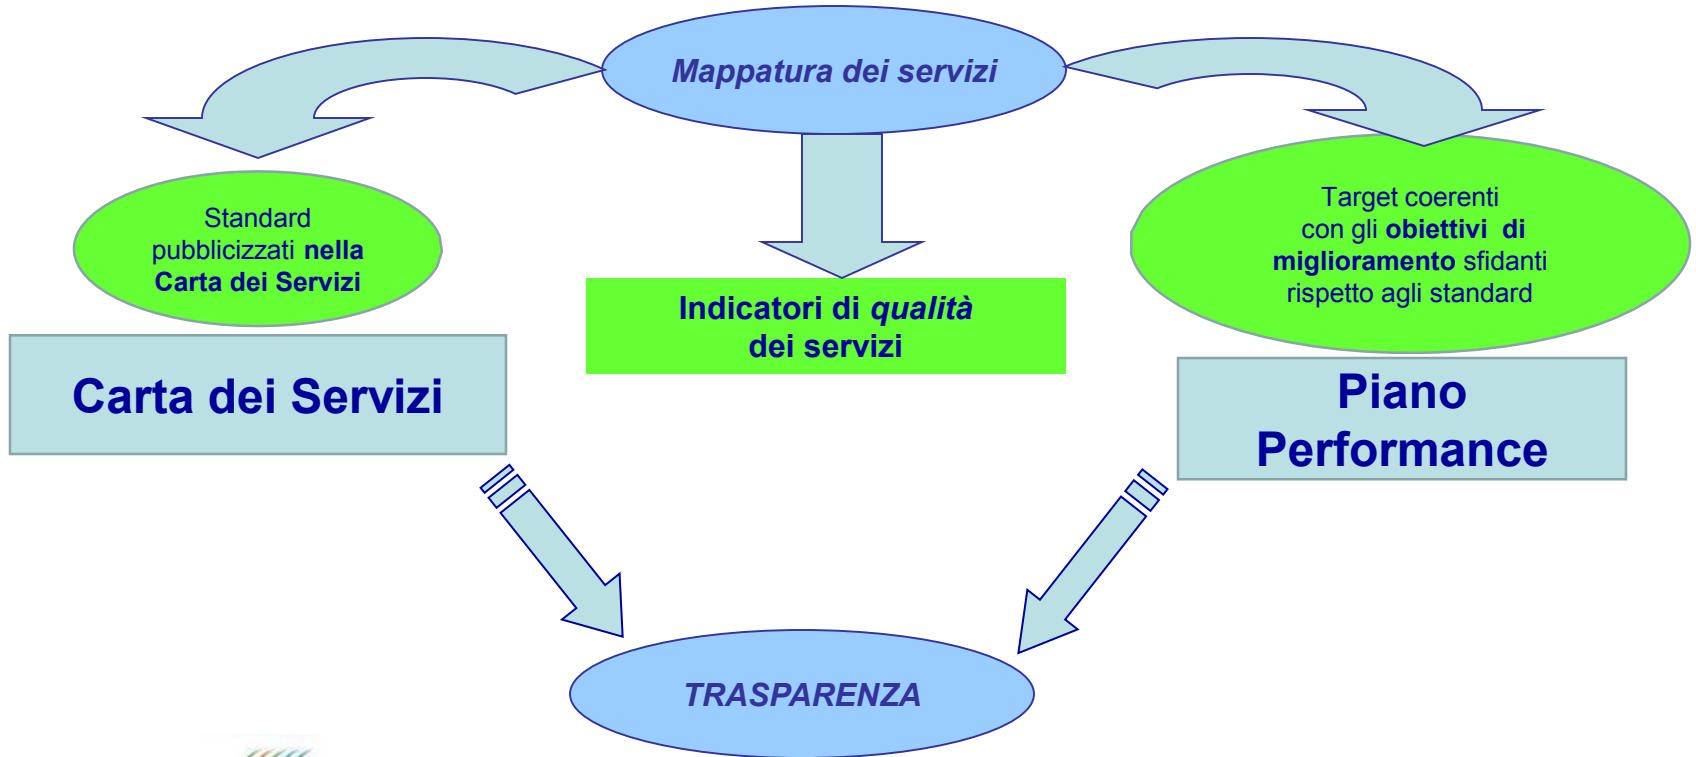 Mappatura dei servizi
Standard
pubblicizzati nella
Carta dei Servizi
Carta dei Servizi
Indicatori di qualità
dei servizi
Target coerenti
con gli obiettivi di
miglioramento sfidanti
rispetto agli standard
Piano
Performance
TRASPARENZA